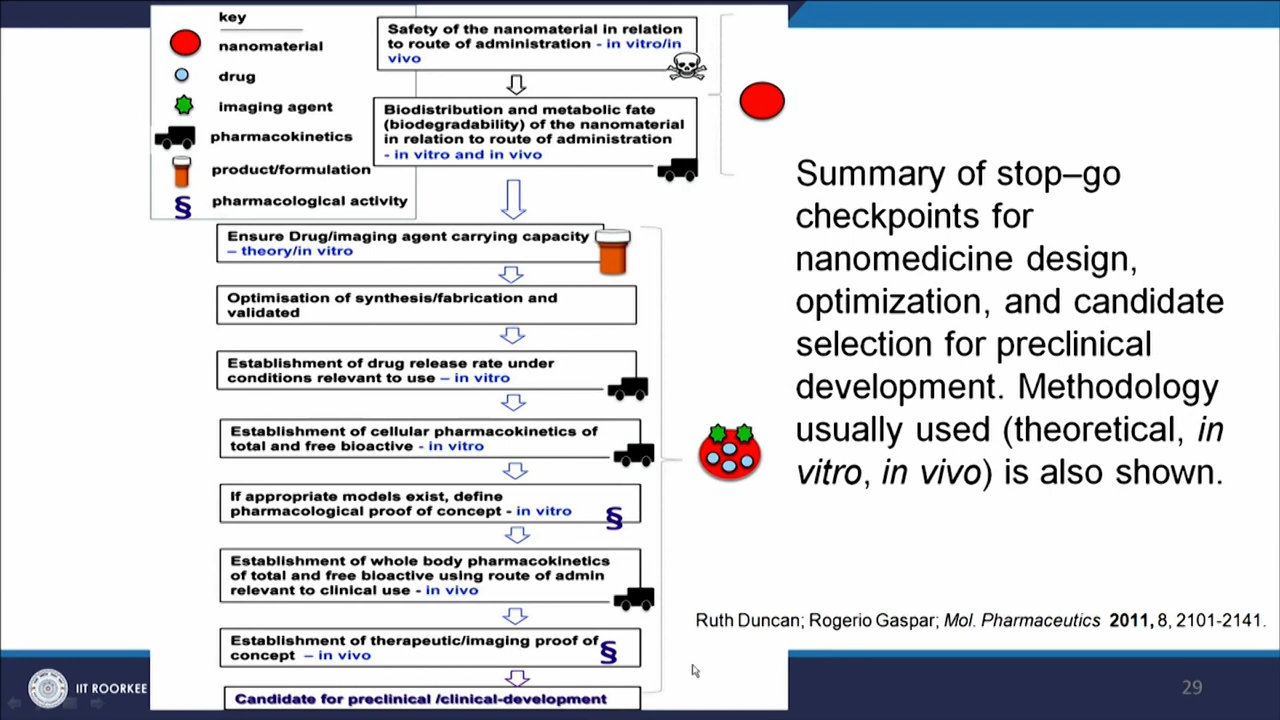 key
nanomaterial
drug
imaging agent
pharmacokinetics
product/formulation
§
pharmacological activity
Safety of the nanomaterial in relation
to route of administration - in vitro/in
vivo
Biodistribution and metabolic fate
(biodegradability) of the nanomaterial
in relation to route of administration
- in vitro and in vivo
Ensure Drug/imaging agent carrying capacity
– theory/in vitro
Optimisation of synthesis/fabrication and
validated
Establishment of drug release rate under
conditions relevant to use – in vitro
Establishment of cellular pharmacokinetics of
total and free bioactive - in vitro
If appropriate models exist, define
pharmacological proof of concept - in vitro
§
Establishment of whole body pharmacokinetics
of total and free bioactive using route of admin
relevant to clinical use - in vivo
Establishment of therapeutic/imaging proof of
concept – in vivo
§
Candidate for preclinical /clinical-development
Summary of stop–go
checkpoints for
nanomedicine design,
optimization, and candidate
selection for preclinical
development. Methodology
usually used (theoretical, in
vitro, in vivo) is also shown.
Ruth Duncan; Rogerio Gaspar; Mol. Pharmaceutics 2011, 8, 2101-2141.
IIT ROORKEE
29